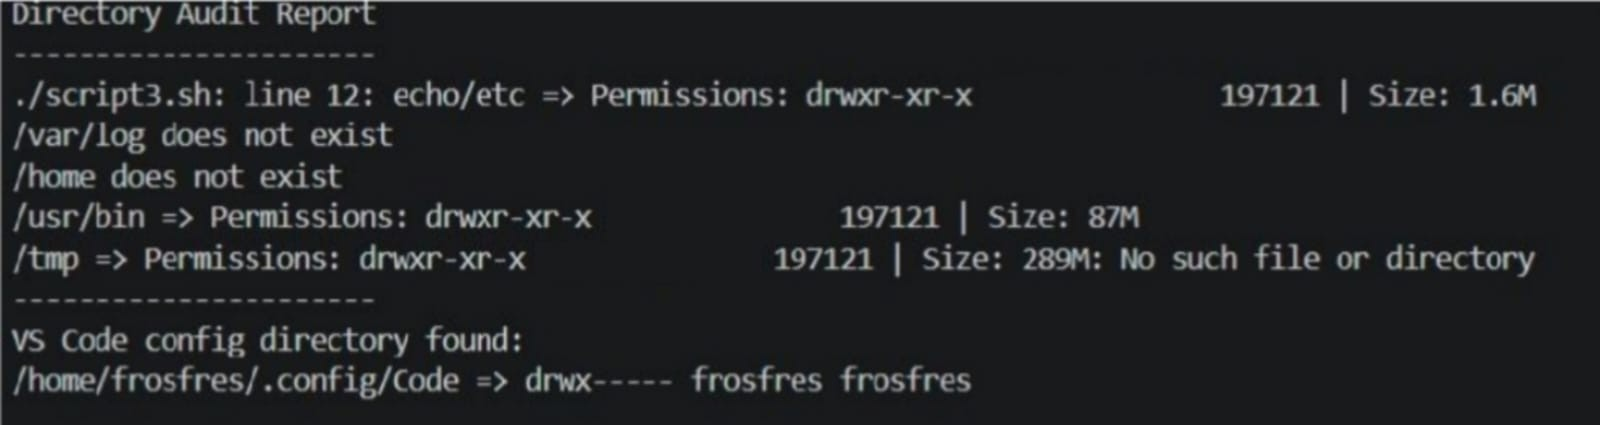 Directory Audit Report
----------------------
./script3.sh: line 12: echo/etc => Permissions: drwxr-xr-x 197121 | Size: 1.6M
/var/log does not exist
/home does not exist
/usr/bin => Permissions: drwxr-xr-x 197121 | Size: 87M
/tmp => Permissions: drwxr-xr-x 197121 | Size: 289M: No such file or directory
----------------------
VS Code config directory found:
/home/frosfres/.config/Code => drwx----- frosfres frosfres